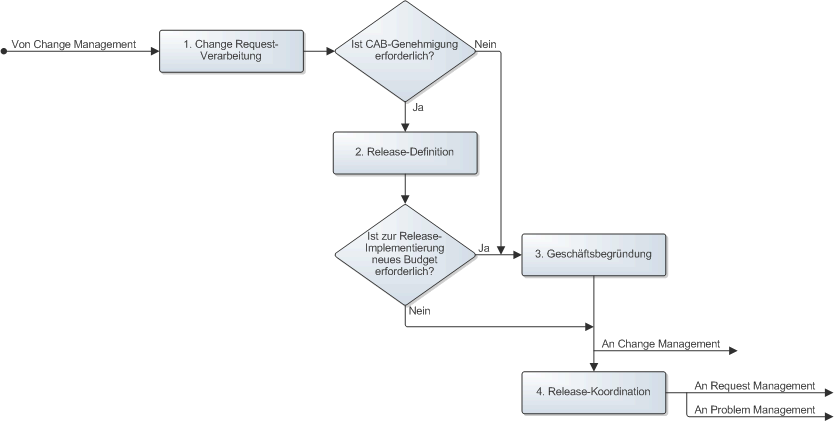 Von Change Management
1. Change Request-
Verarbeitung
Ist CAB-Genehmigung
erforderlich?
Nein
Ja
2. Release-Definition
Ist zur Release-
Implementierung
neues Budget
erforderlich?
Ja
3. Geschäftsbegründung
Nein
An Change Management
4. Release-Koordination
An Request Management
An Problem Management